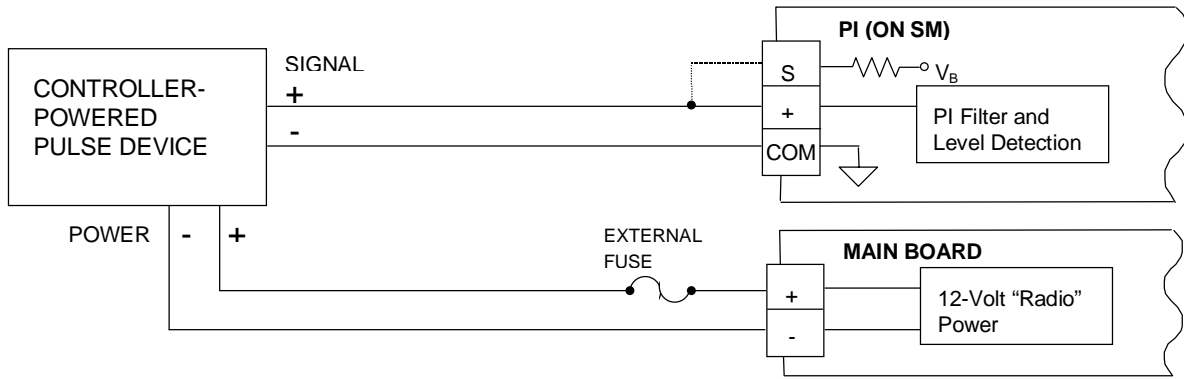 CONTROLLER-
POWERED
PULSE DEVICE
SIGNAL
+
-
PI (ON SM)
S
VB
+
PI Filter and
Level Detection
COM
POWER
-
+
EXTERNAL
FUSE
MAIN BOARD
+
12-Volt “Radio”
Power
-